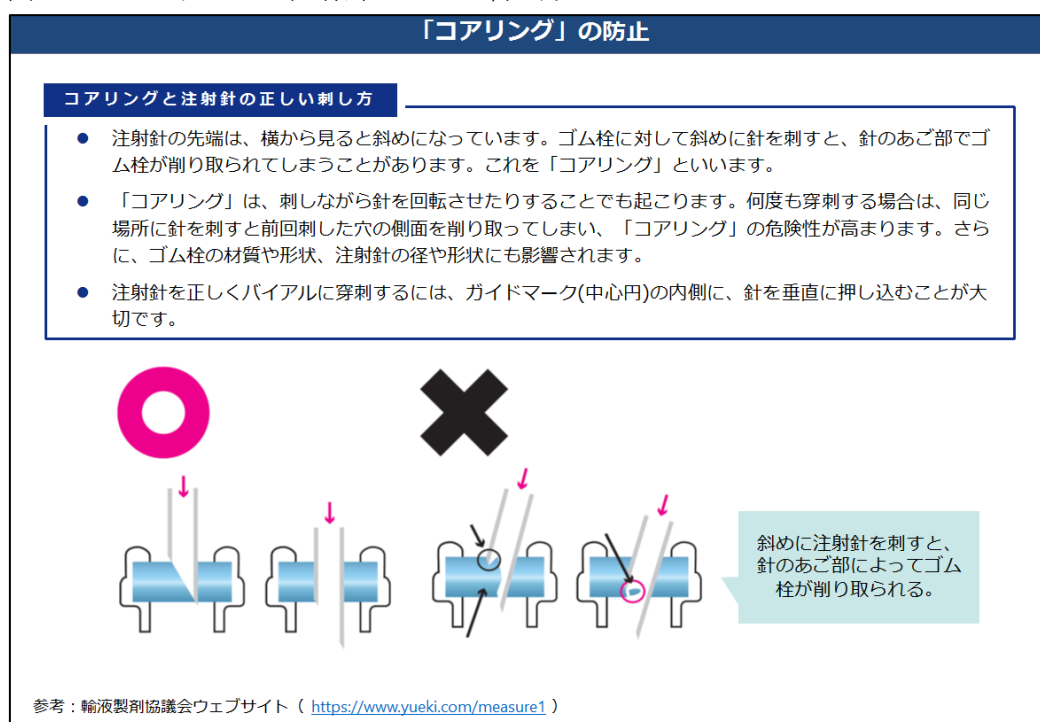 「コアリング」の防止
コアリングと注射針の正しい刺し方
● 注射針の先端は、横から見ると斜めになっています。ゴム栓に対して斜めに針を刺すと、針のあご部でゴ
ム栓が削り取られてしまうことがあります。これを「コアリング」といいます。
● 「コアリング」は、刺しながら針を回転させたりすることでも起こります。何度も穿刺する場合は、同じ
場所に針を刺すと前回刺した穴の側面を削り取ってしまい、「コアリング」の危険性が高まります。さら
に、ゴム栓の材質や形状、注射針の径や形状にも影響されます。
● 注射針を正しくバイアルに穿刺するには、ガイドマーク(中心円)の内側に、針を垂直に押し込むことが大
切です。
斜めに注射針を刺すと、
針のあご部によってゴム
栓が削り取られる。
参考：輸液製剤協議会ウェブサイト（ https://www.yueki.com/measure1 ）